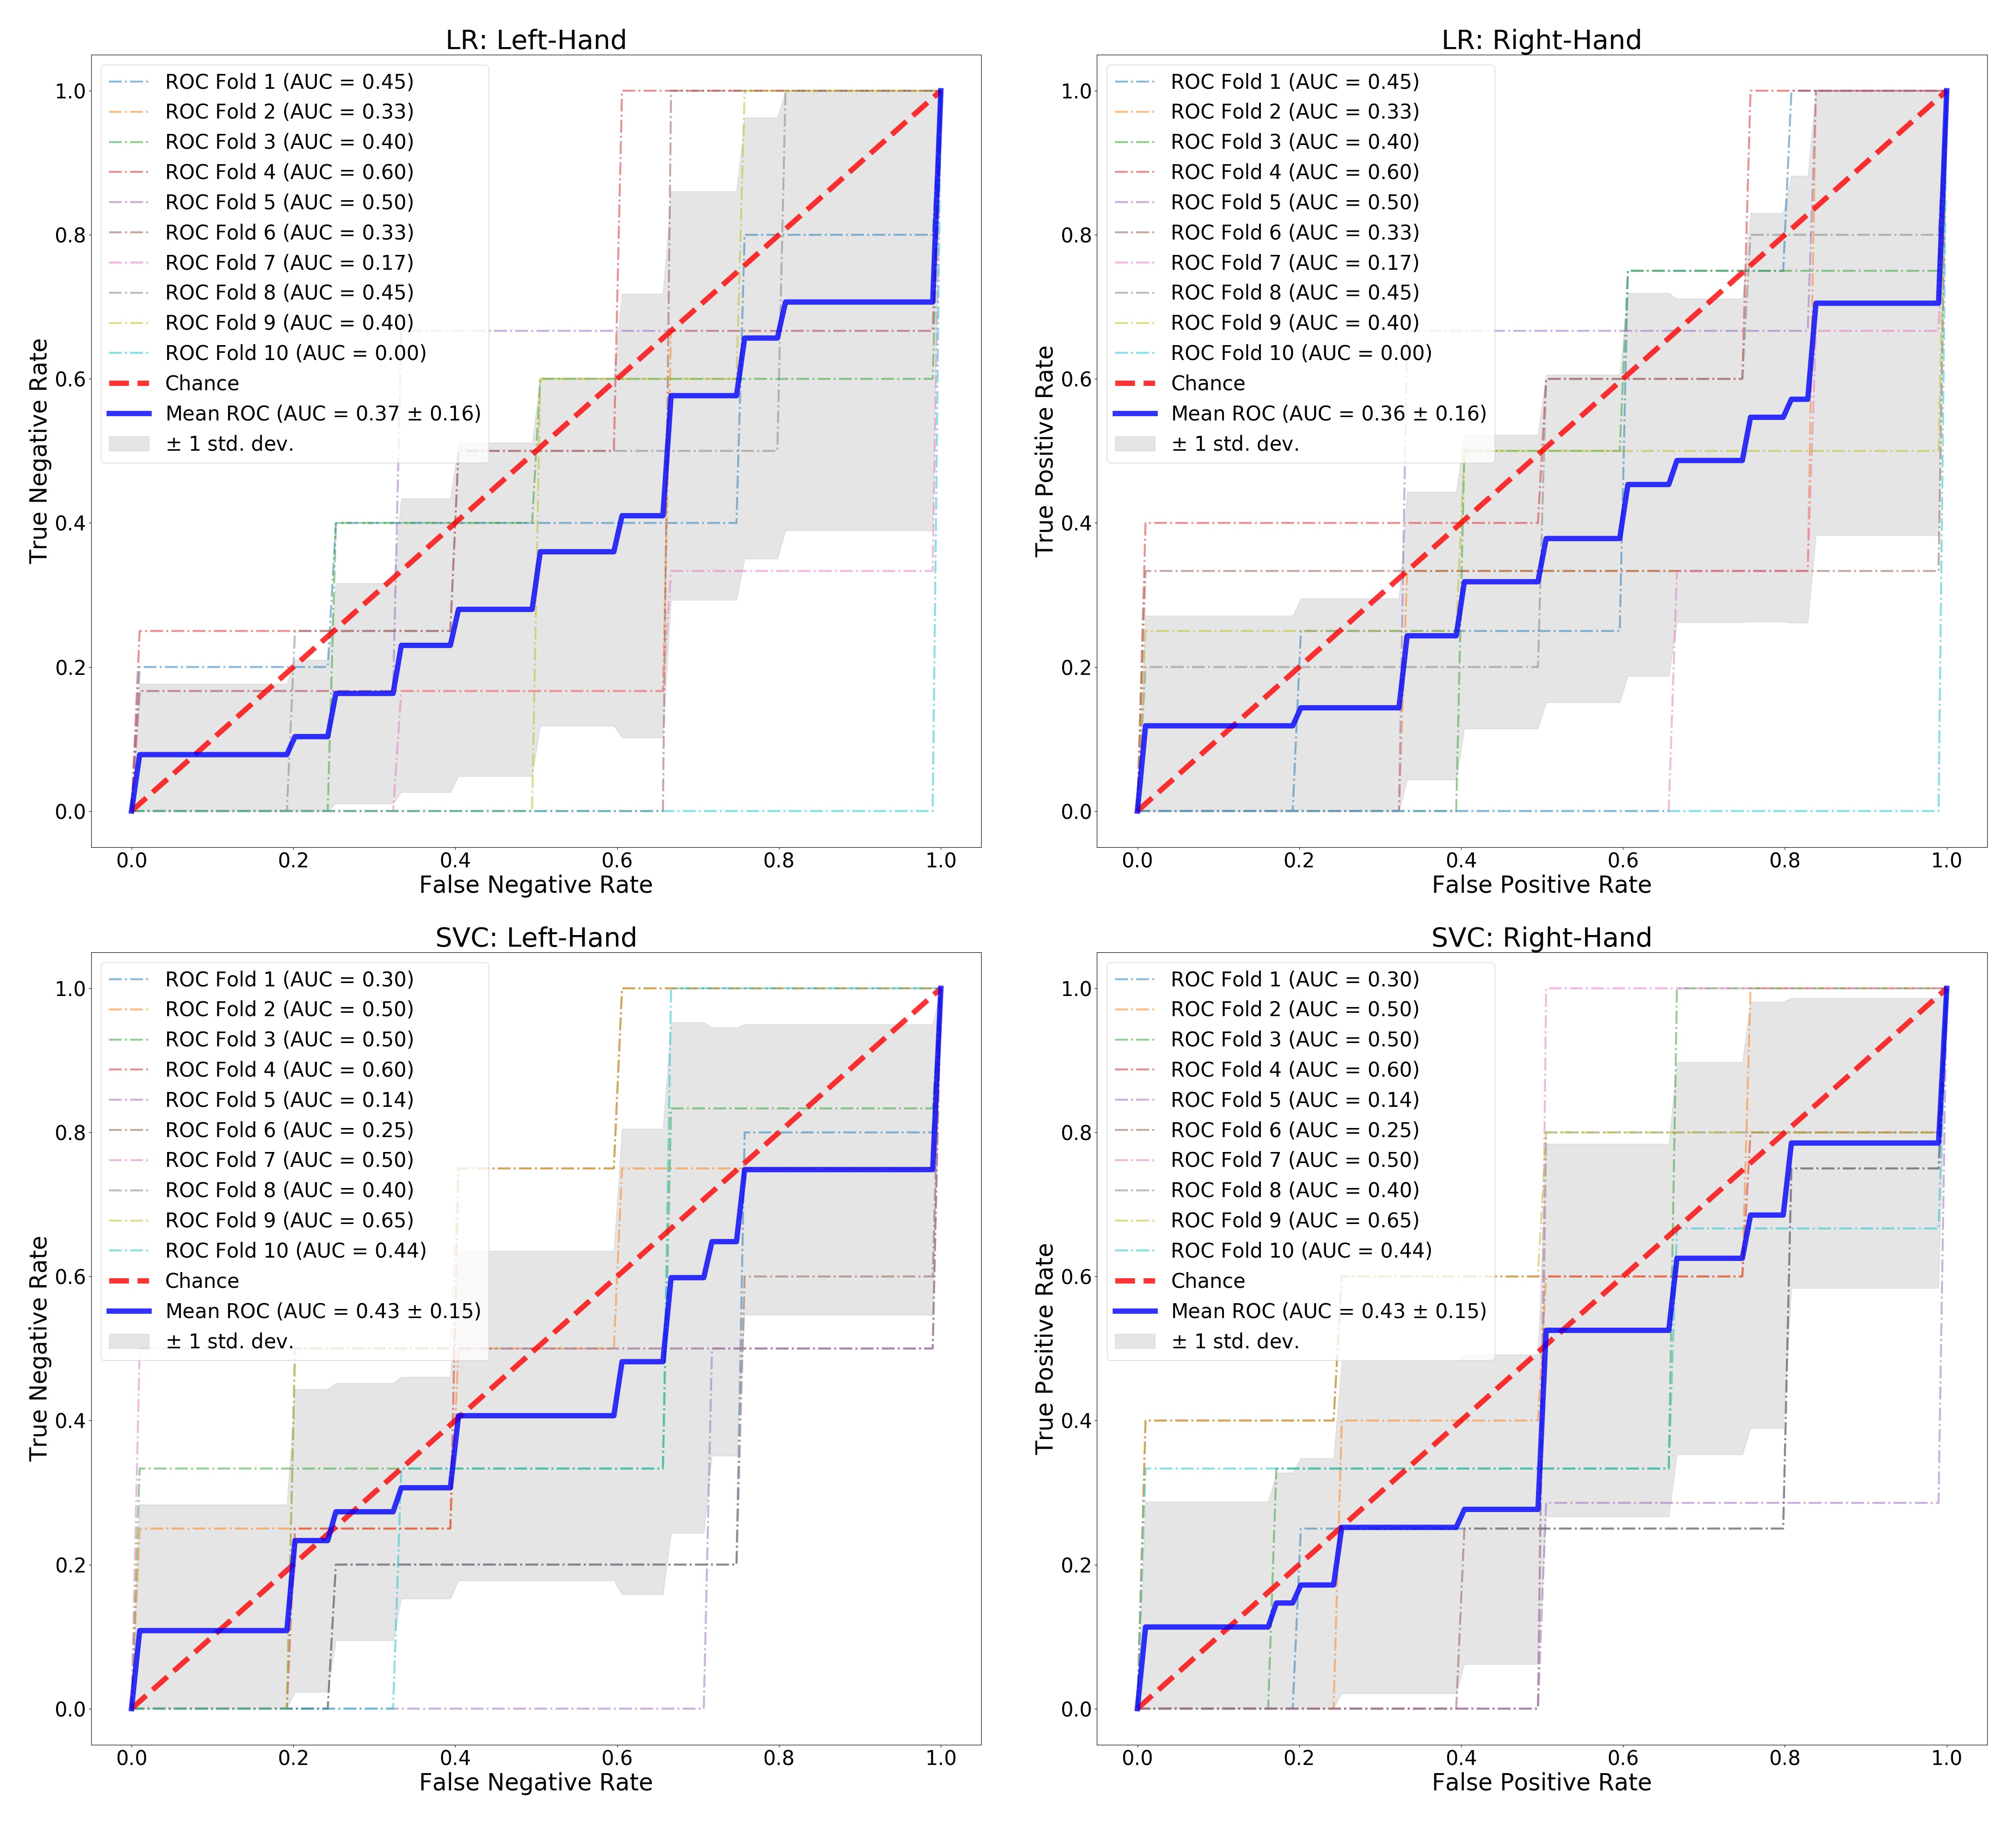 LR: Left-Hand
True Negative Rate
1.0
0.8
0.6
0.4
0.2
0.0
ROC Fold 1 (AUC = 0.45)
ROC Fold 2 (AUC = 0.33)
ROC Fold 3 (AUC = 0.40)
ROC Fold 4 (AUC = 0.60)
ROC Fold 5 (AUC = 0.50)
ROC Fold 6 (AUC = 0.33)
ROC Fold 7 (AUC = 0.17)
ROC Fold 8 (AUC = 0.45)
ROC Fold 9 (AUC = 0.40)
ROC Fold 10 (AUC = 0.00)
Chance
Mean ROC (AUC = 0.37 ± 0.16)
± 1 std. dev.
0.0 0.2 0.4 0.6 0.8 1.0
False Negative Rate
LR: Right-Hand
True Positive Rate
1.0
0.8
0.6
0.4
0.2
0.0
ROC Fold 1 (AUC = 0.45)
ROC Fold 2 (AUC = 0.33)
ROC Fold 3 (AUC = 0.40)
ROC Fold 4 (AUC = 0.60)
ROC Fold 5 (AUC = 0.50)
ROC Fold 6 (AUC = 0.33)
ROC Fold 7 (AUC = 0.17)
ROC Fold 8 (AUC = 0.45)
ROC Fold 9 (AUC = 0.40)
ROC Fold 10 (AUC = 0.00)
Chance
Mean ROC (AUC = 0.36 ± 0.16)
± 1 std. dev.
0.0 0.2 0.4 0.6 0.8 1.0
False Positive Rate
SVC: Left-Hand
True Negative Rate
1.0
0.8
0.6
0.4
0.2
0.0
ROC Fold 1 (AUC = 0.30)
ROC Fold 2 (AUC = 0.50)
ROC Fold 3 (AUC = 0.50)
ROC Fold 4 (AUC = 0.60)
ROC Fold 5 (AUC = 0.14)
ROC Fold 6 (AUC = 0.25)
ROC Fold 7 (AUC = 0.50)
ROC Fold 8 (AUC = 0.40)
ROC Fold 9 (AUC = 0.65)
ROC Fold 10 (AUC = 0.44)
Chance
Mean ROC (AUC = 0.43 ± 0.15)
± 1 std. dev.
0.0 0.2 0.4 0.6 0.8 1.0
False Negative Rate
SVC: Right-Hand
True Positive Rate
1.0
0.8
0.6
0.4
0.2
0.0
ROC Fold 1 (AUC = 0.30)
ROC Fold 2 (AUC = 0.50)
ROC Fold 3 (AUC = 0.50)
ROC Fold 4 (AUC = 0.60)
ROC Fold 5 (AUC = 0.14)
ROC Fold 6 (AUC = 0.25)
ROC Fold 7 (AUC = 0.50)
ROC Fold 8 (AUC = 0.40)
ROC Fold 9 (AUC = 0.65)
ROC Fold 10 (AUC = 0.44)
Chance
Mean ROC (AUC = 0.43 ± 0.15)
± 1 std. dev.
0.0 0.2 0.4 0.6 0.8 1.0
False Positive Rate